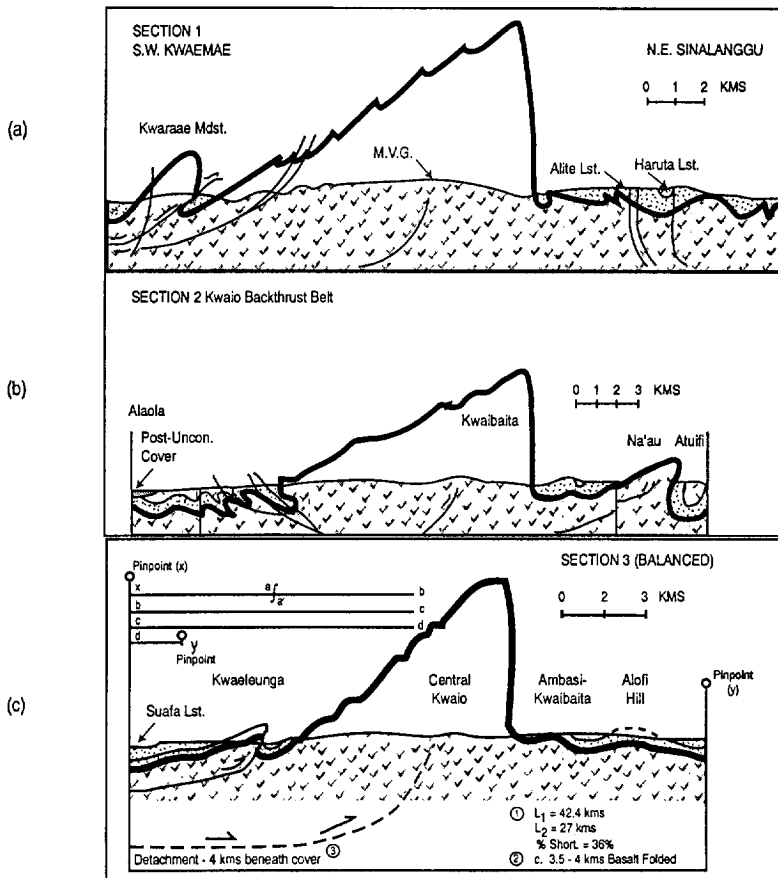 (a)
SECTION 1
S.W. KWAEMAE
N.E. SINALANGGU
0 1 2 KMS
Kwaraae Mdst.
M.V.G.
Alite Lst.
Haruta Lst.
(b)
SECTION 2 Kwaio Backthrust Belt
0 1 2 3 KMS
Alaola
Post-Uncon.
Cover
Kwaibaita
Na'au
Atuifi
(c)
Pinpoint (x)
SECTION 3 (BALANCED)
0 2 3 KMS
x a a' b
b c
c d
d y
Pinpoint
Kwaeleunga
Central
Kwaio
Ambasi-
Kwaibaita
Alofi
Hill
Pinpoint
(y)
Suafa Lst.
Detachment - 4 kms beneath cover ③
① L1 = 42.4 kms
L2 = 27 kms
% Short. = 36%
② c. 3.5 - 4 kms Basalt Folded